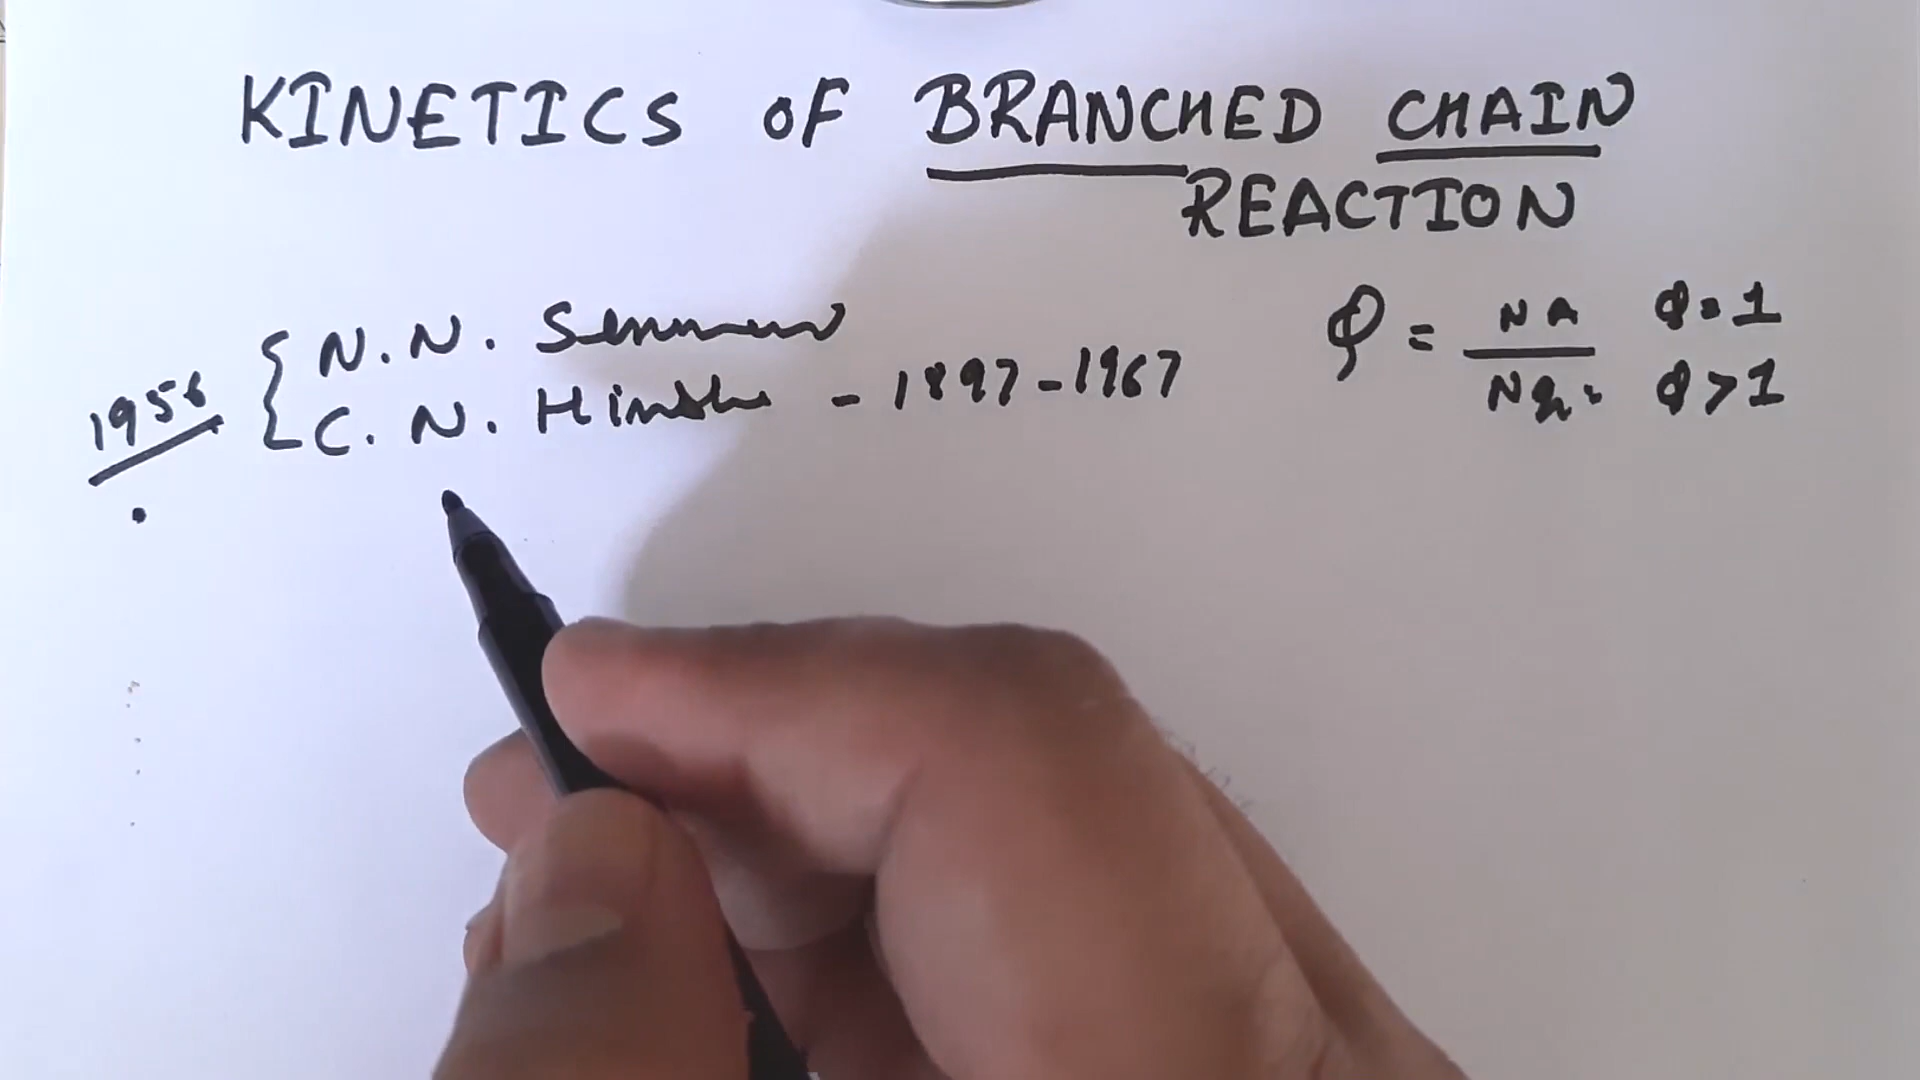 KINETICS OF BRANCHED CHAIN
REACTION
1956
N. N.
C. N. - 1897-1967
φ = NA
φ = 1
φ > 1